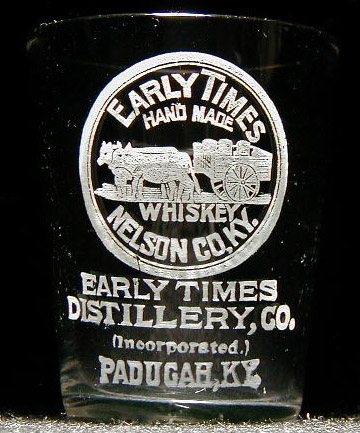 EARLY TIMES
HAND MADE
WHISKEY
NELSON CO. KY.
EARLY TIMES
DISTILLERY, CO.
(Incorporated.)
PADUCAH, KY